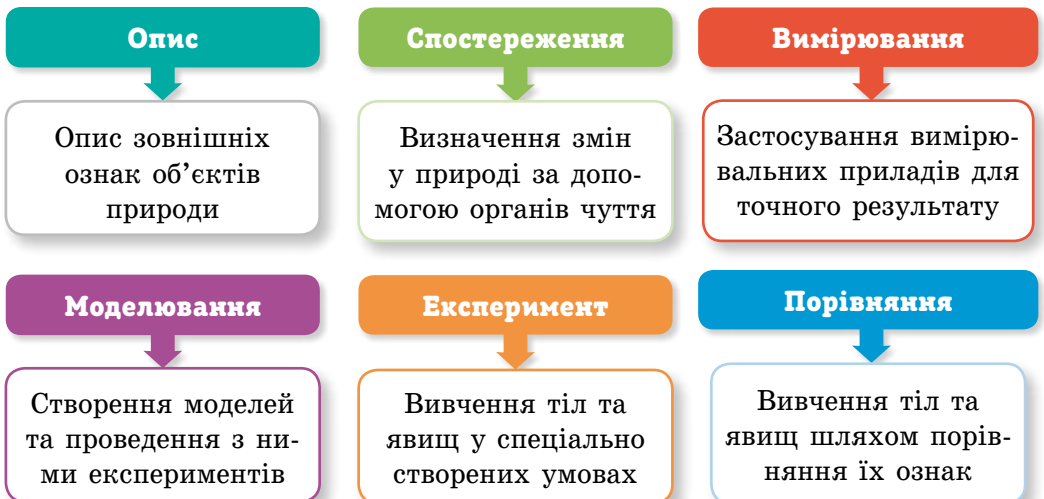 Опис
Опис зовнішніх
ознак об’єктів
природи
Спостереження
Визначення змін
у природі за допо-
могою органів чуття
Вимірювання
Застосування вимірю-
вальних приладів для
точного результату
Моделювання
Створення моделей
та проведення з ни-
ми експериментів
Експеримент
Вивчення тіл та
явищ у спеціально
створених умовах
Порівняння
Вивчення тіл та
явищ шляхом порів-
няння їх ознак